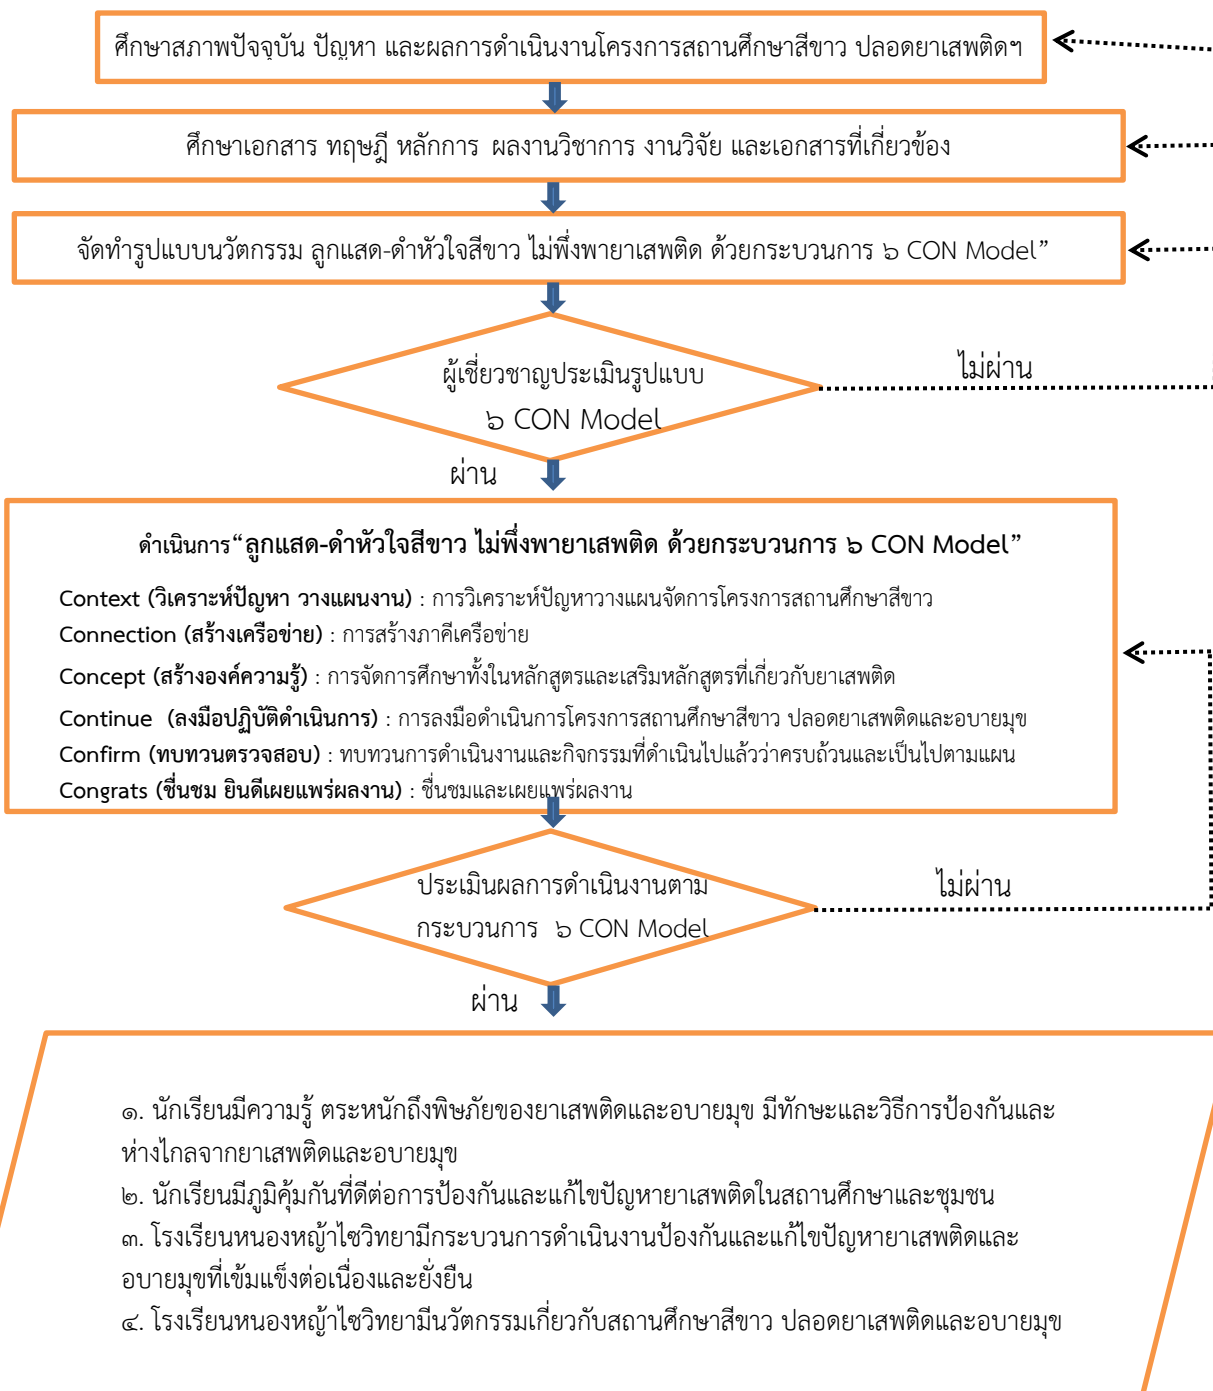 ศึกษาสภาพปัจจุบัน ปัญหา และผลการดำเนินงานโครงการสถานศึกษาสีขาว ปลอดยาเสพติดฯ
ศึกษาเอกสาร ทฤษฎี หลักการ ผลงานวิชาการ งานวิจัย และเอกสารที่เกี่ยวข้อง
จัดทำรูปแบบนวัตกรรม ลูกแสด-ดำหัวใจสีขาว ไม่พึ่งพายาเสพติด ด้วยกระบวนการ ๖ CON Model”
ผู้เชี่ยวชาญประเมินรูปแบบ
๖ CON Model
ไม่ผ่าน
ผ่าน
ดำเนินการ“ลูกแสด-ดำหัวใจสีขาว ไม่พึ่งพายาเสพติด ด้วยกระบวนการ ๖ CON Model”
Context (วิเคราะห์ปัญหา วางแผนงาน) : การวิเคราะห์ปัญหาวางแผนจัดการโครงการสถานศึกษาสีขาว
Connection (สร้างเครือข่าย) : การสร้างภาคีเครือข่าย
Concept (สร้างองค์ความรู้) : การจัดการศึกษาทั้งในหลักสูตรและเสริมหลักสูตรที่เกี่ยวกับยาเสพติด
Continue (ลงมือปฏิบัติดำเนินการ) : การลงมือดำเนินการโครงการสถานศึกษาสีขาว ปลอดยาเสพติดและอบายมุข
Confirm (ทบทวนตรวจสอบ) : ทบทวนการดำเนินงานและกิจกรรมที่ดำเนินไปแล้วว่าครบถ้วนและเป็นไปตามแผน
Congrats (ชื่นชม ยินดีเผยแพร่ผลงาน) : ชื่นชมและเผยแพร่ผลงาน
ประเมินผลการดำเนินงานตาม
กระบวนการ ๖ CON Model
ไม่ผ่าน
ผ่าน
๑. นักเรียนมีความรู้ ตระหนักถึงพิษภัยของยาเสพติดและอบายมุข มีทักษะและวิธีการป้องกันและ
ห่างไกลจากยาเสพติดและอบายมุข
๒. นักเรียนมีภูมิคุ้มกันที่ดีต่อการป้องกันและแก้ไขปัญหายาเสพติดในสถานศึกษาและชุมชน
๓. โรงเรียนหนองหญ้าไซวิทยามีกระบวนการดำเนินงานป้องกันและแก้ไขปัญหายาเสพติดและ
อบายมุขที่เข้มแข็งต่อเนื่องและยั่งยืน
๔. โรงเรียนหนองหญ้าไซวิทยามีนวัตกรรมเกี่ยวกับสถานศึกษาสีขาว ปลอดยาเสพติดและอบายมุข